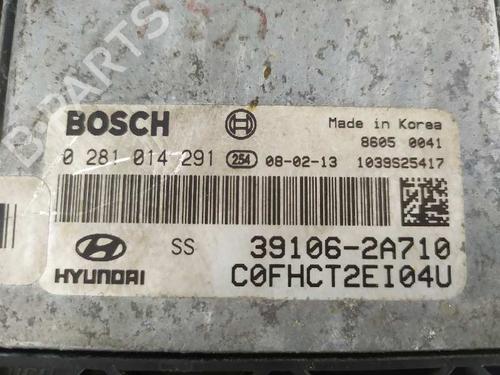 B-PARTS
BOSCH
Made in Korea
8605 0041
0 281 014 291 254 08-02-13 1039S25417
HYUNDAI SS 39106-2A710
C0FHCT2EI04U